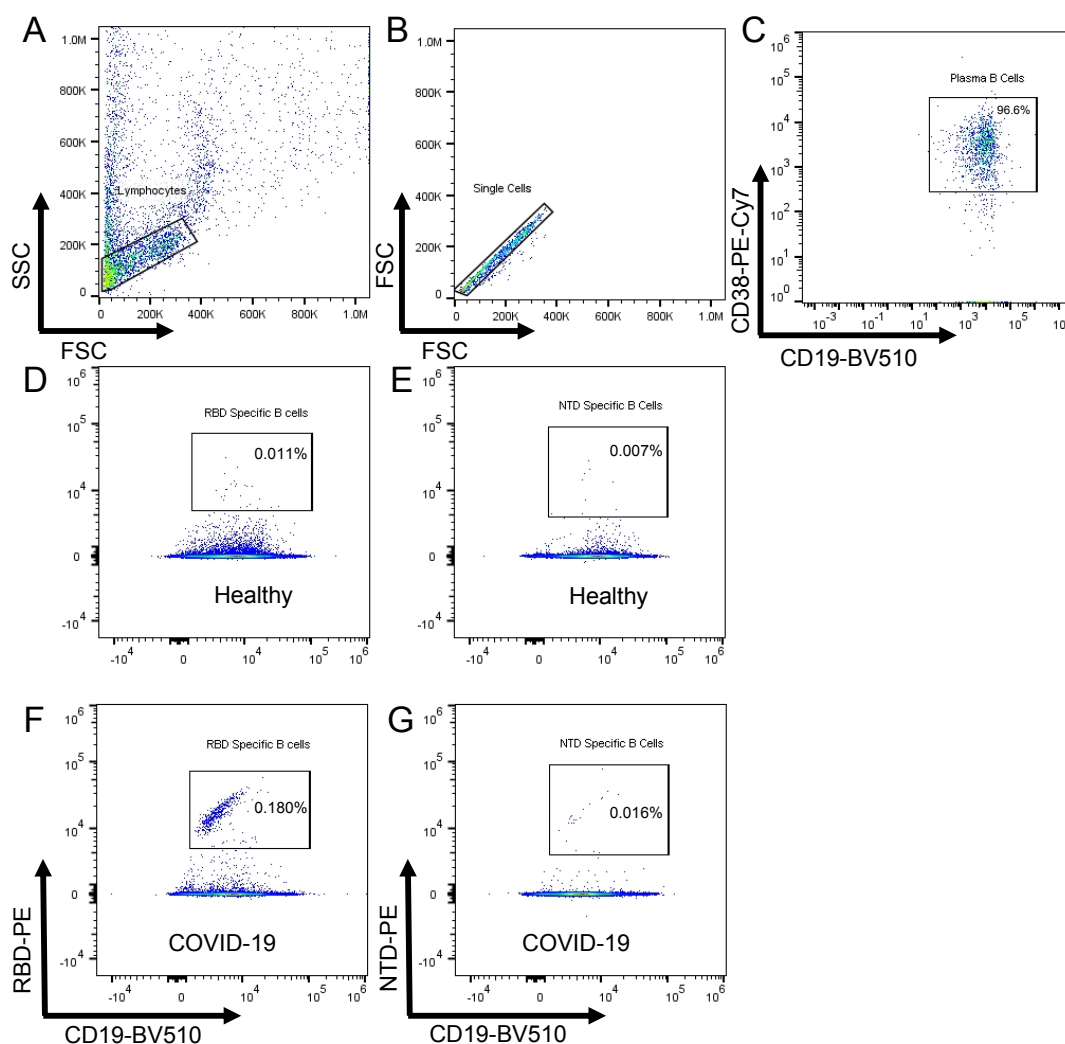 A
1.0M
800K
600K
400K
200K
0
Lymphocytes
0
200K
400K
600K
800K
1.0M
SSC
FSC
B
1.0M
800K
600K
400K
200K
0
Single Cells
0
200K
400K
600K
800K
1.0M
FSC
FSC
C
10^6
10^5
10^4
10^3
10^2
10^1
10^0
Plasma B Cells
96.6%
10^-3
10^-1
10^1
10^3
10^5
10^7
CD38-PE-Cy7
CD19-BV510
D
10^6
10^5
10^4
0
-10^4
RBD Specific B cells
0.011%
Healthy
-10^4
0
10^4
10^5
10^6
E
10^6
10^5
10^4
0
-10^4
NTD Specific B Cells
0.007%
Healthy
-10^4
0
10^4
10^5
10^6
F
10^6
10^5
10^4
0
-10^4
RBD Specific B cells
0.180%
COVID-19
-10^4
0
10^4
10^5
10^6
RBD-PE
CD19-BV510
G
10^6
10^5
10^4
0
-10^4
NTD Specific B Cells
0.016%
COVID-19
-10^4
0
10^4
10^5
10^6
NTD-PE
CD19-BV510